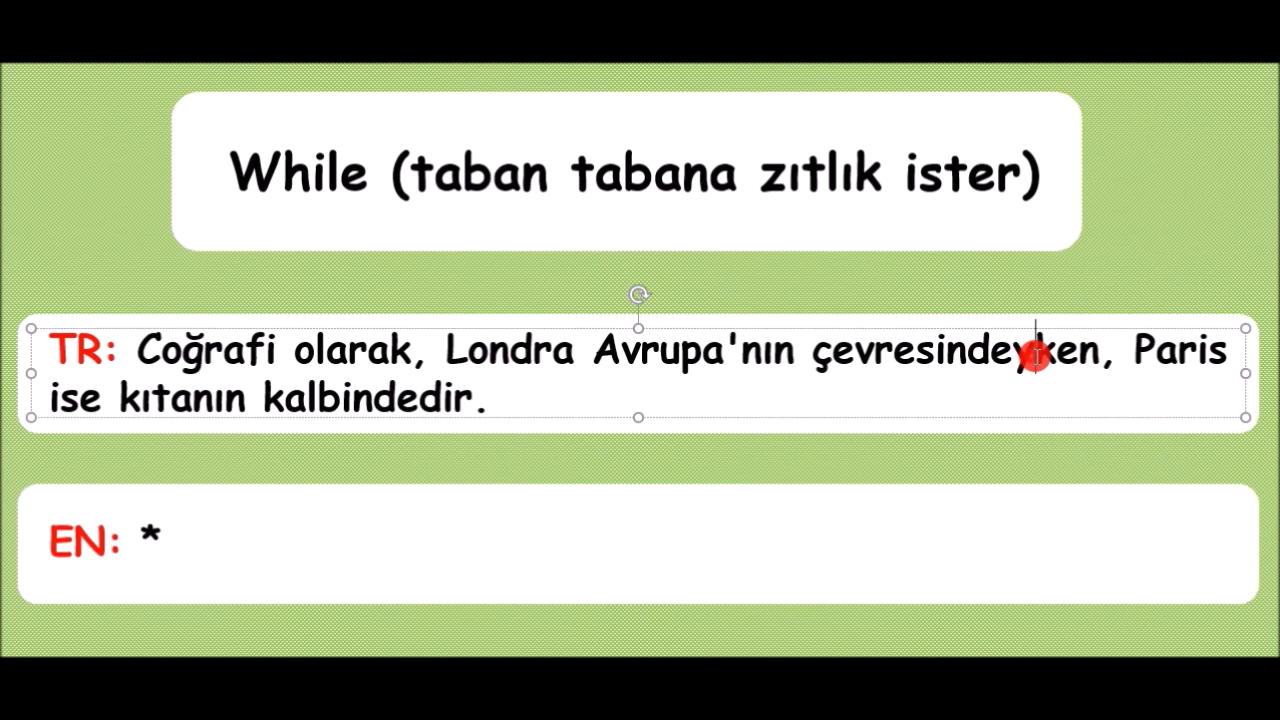 While (taban tabana zıtlık ister)
TR: Coğrafi olarak, Londra Avrupa'nın çevresindeyken, Paris
ise kıtanın kalbindedir.
EN: *